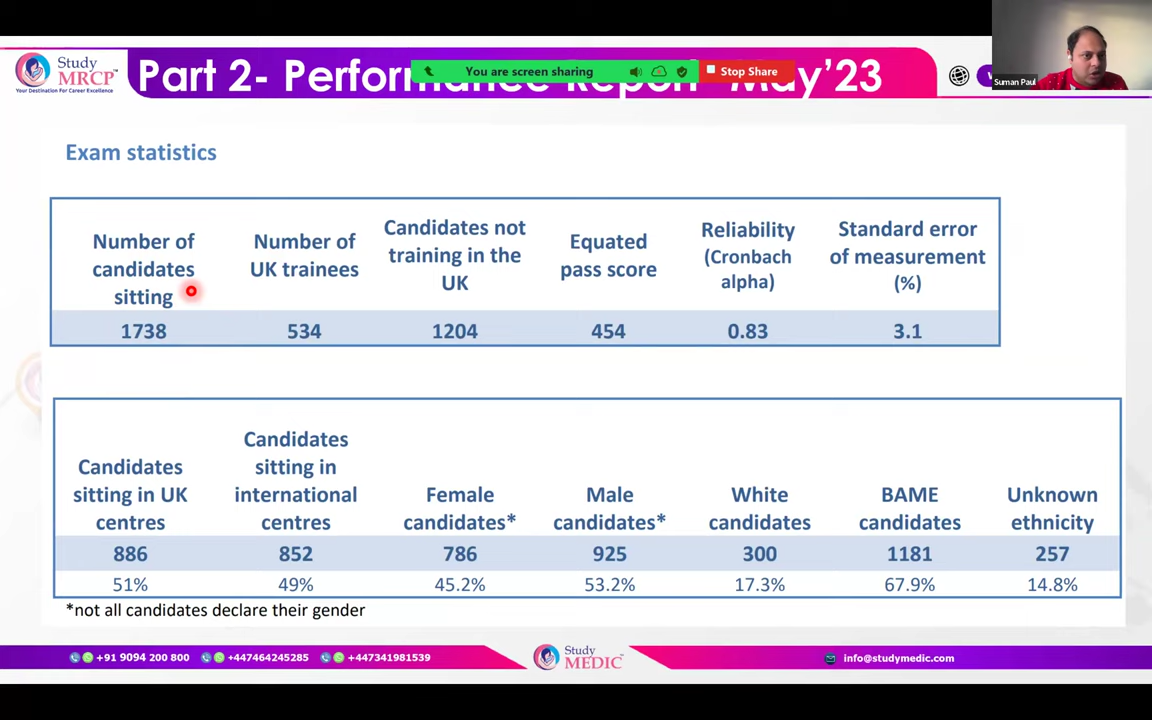 Study
MRCP
Your Destination For Career Excellence
Part 2- Perfor
May'23
You are screen sharing
Stop Share
Suman Paul
Exam statistics
Number of candidates sitting
Number of UK trainees
Candidates not training in the UK
Equated pass score
Reliability (Cronbach alpha)
Standard error of measurement (%)
1738 534 1204 454 0.83 3.1
Candidates sitting in UK centres
Candidates sitting in international centres
Female candidates*
Male candidates*
White candidates
BAME candidates
Unknown ethnicity
886 852 786 925 300 1181 257
51% 49% 45.2% 53.2% 17.3% 67.9% 14.8%
*not all candidates declare their gender
+91 9094 200 800 +447464245285 +447341981539
Study
MEDIC
info@studymedic.com